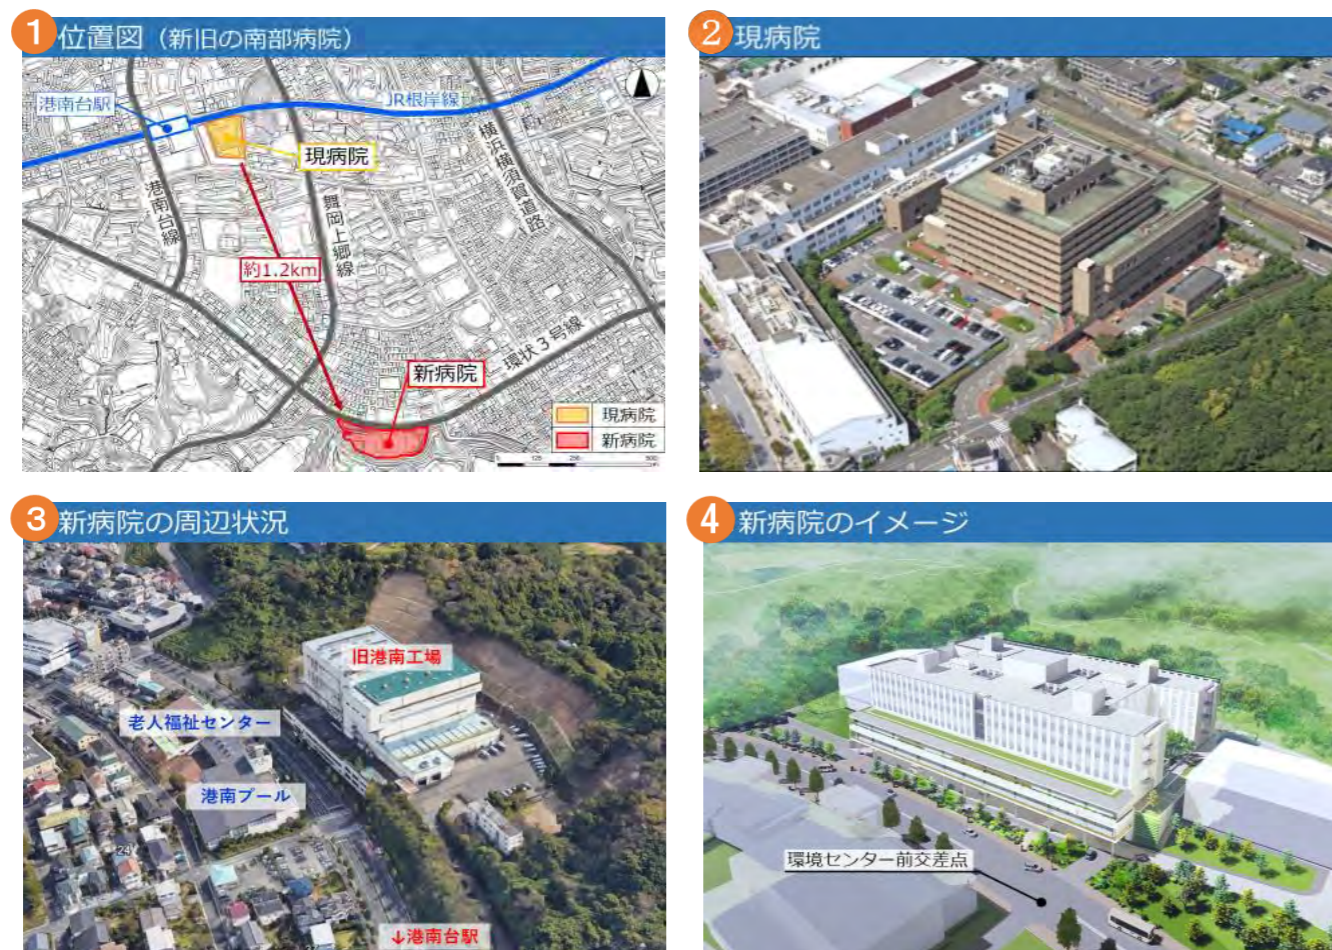 1 位置図（新旧の南部病院）
港南台駅
JR根岸線
現病院
横浜横須賀道路
港南台線
舞岡上郷線
約1.2km
環状3号線
新病院
現病院
新病院
0 125 250 500
2 現病院
3 新病院の周辺状況
旧港南工場
老人福祉センター
港南プール
↓港南台駅
4 新病院のイメージ
環境センター前交差点